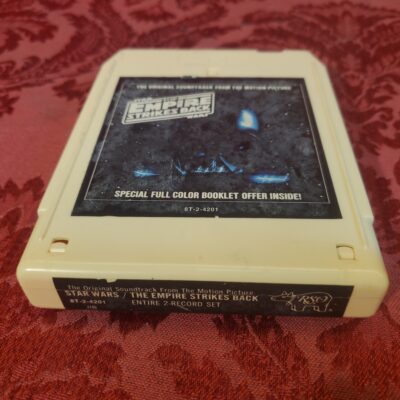 THE ORIGINAL SOUNDTRACK FROM THE MOTION PICTURE
STAR
EMPIRE
STRIKES BACK
WARS
SPECIAL FULL COLOR BOOKLET OFFER INSIDE!
8T-2-4201
The Original Soundtrack From The Motion Picture
STAR WARS / THE EMPIRE STRIKES BACK
8T-2-4201
ENTIRE 2-RECORD SET
RSO